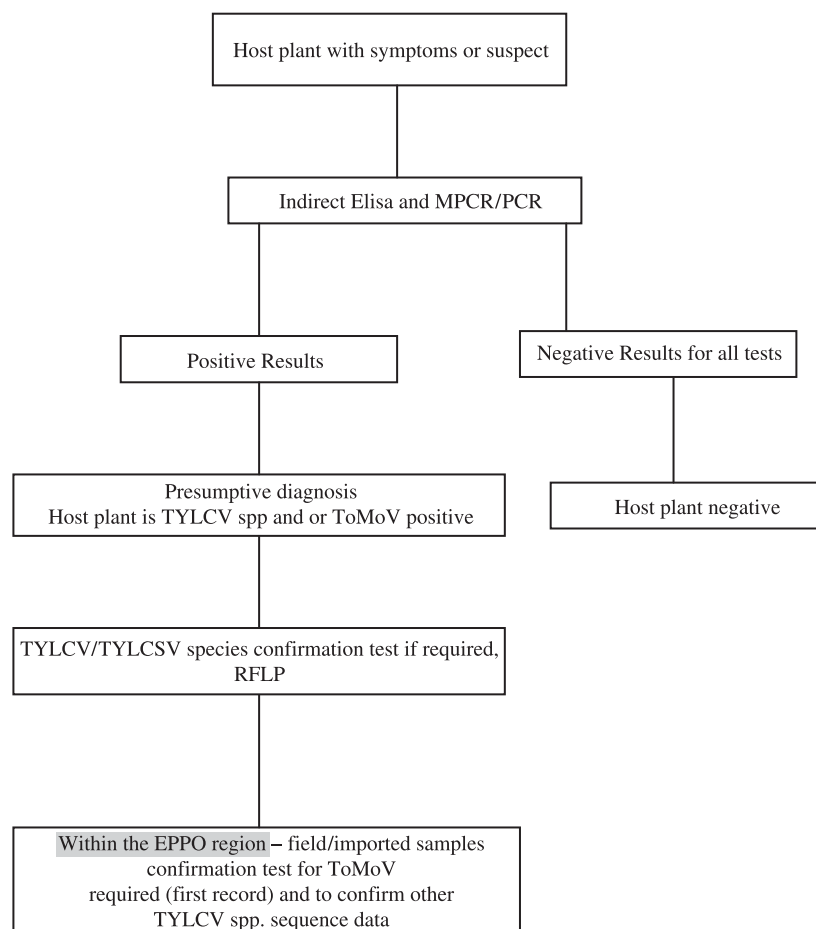 Host plant with symptoms or suspect
Indirect Elisa and MPCR/PCR
Positive Results
Negative Results for all tests
Presumptive diagnosis
Host plant is TYLCV spp and or ToMoV positive
Host plant negative
TYLCV/TYLCSV species confirmation test if required,
RFLP
Within the EPPO region – field/imported samples
confirmation test for ToMoV
required (first record) and to confirm other
TYLCV spp. sequence data